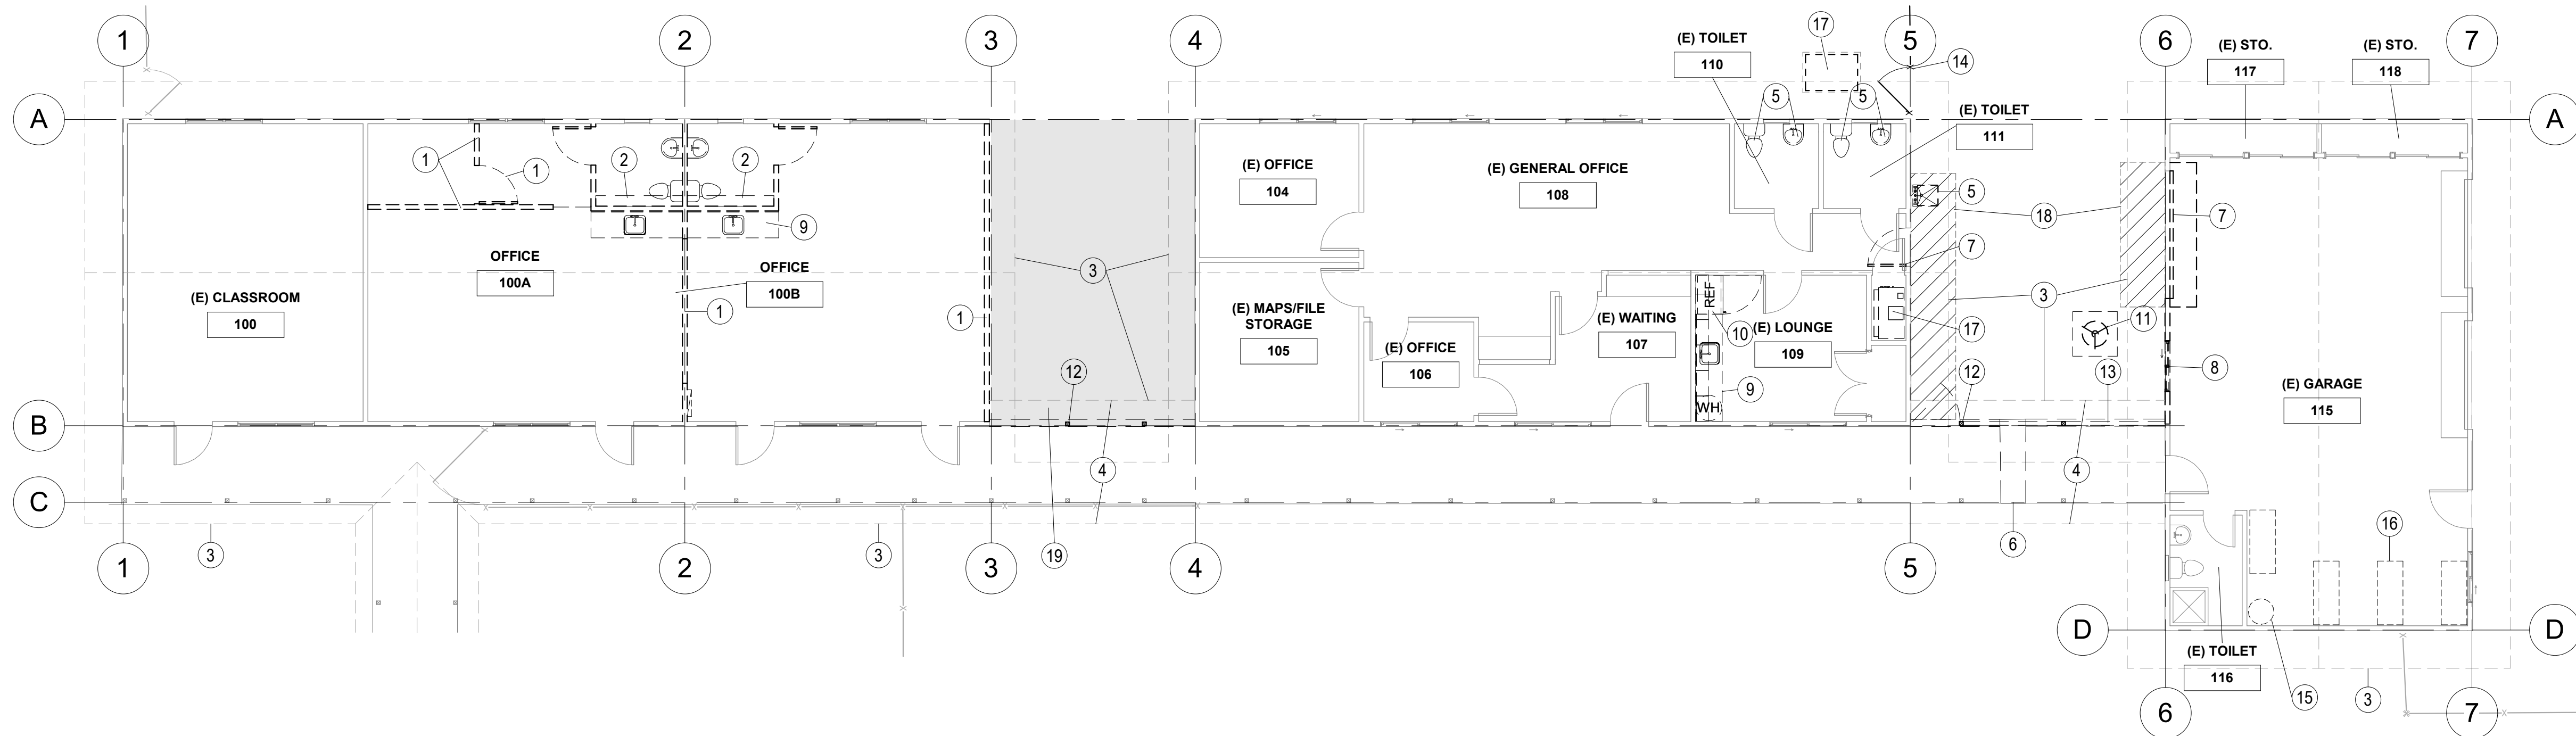 1
2
3
4
5
6
7
17
14
(E) TOILET
110
(E) STO.
117
(E) STO.
118
A
A
5
5
(E) TOILET
111
1
1
2
2
(E) OFFICE
104
(E) GENERAL OFFICE
108
5
18
7
9
7
OFFICE
100A
OFFICE
100B
3
3
(E) CLASSROOM
100
1
1
(E) MAPS/FILE
STORAGE
105
(E) WAITING
107
REF
10
(E) LOUNGE
109
17
11
(E) OFFICE
106
12
9
WH
12
13
8
(E) GARAGE
115
B
4
4
C
3
3
19
6
16
1
2
3
4
5
D
D
(E) TOILET
116
15
3
6
7